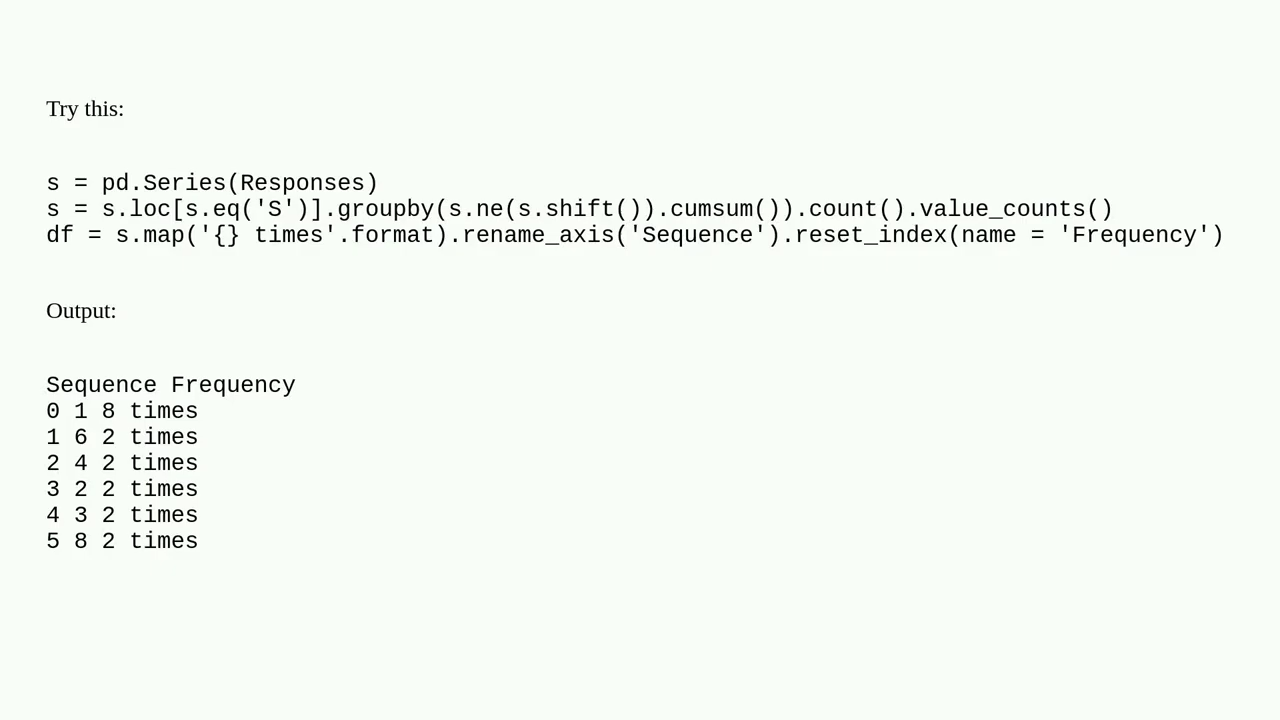 Try this:
s = pd.Series(Responses)
s = s.loc[s.eq('S')].groupby(s.ne(s.shift()).cumsum()).count().value_counts()
df = s.map('{} times'.format).rename_axis('Sequence').reset_index(name = 'Frequency')
Output:
Sequence Frequency
0 1 8 times
1 6 2 times
2 4 2 times
3 2 2 times
4 3 2 times
5 8 2 times